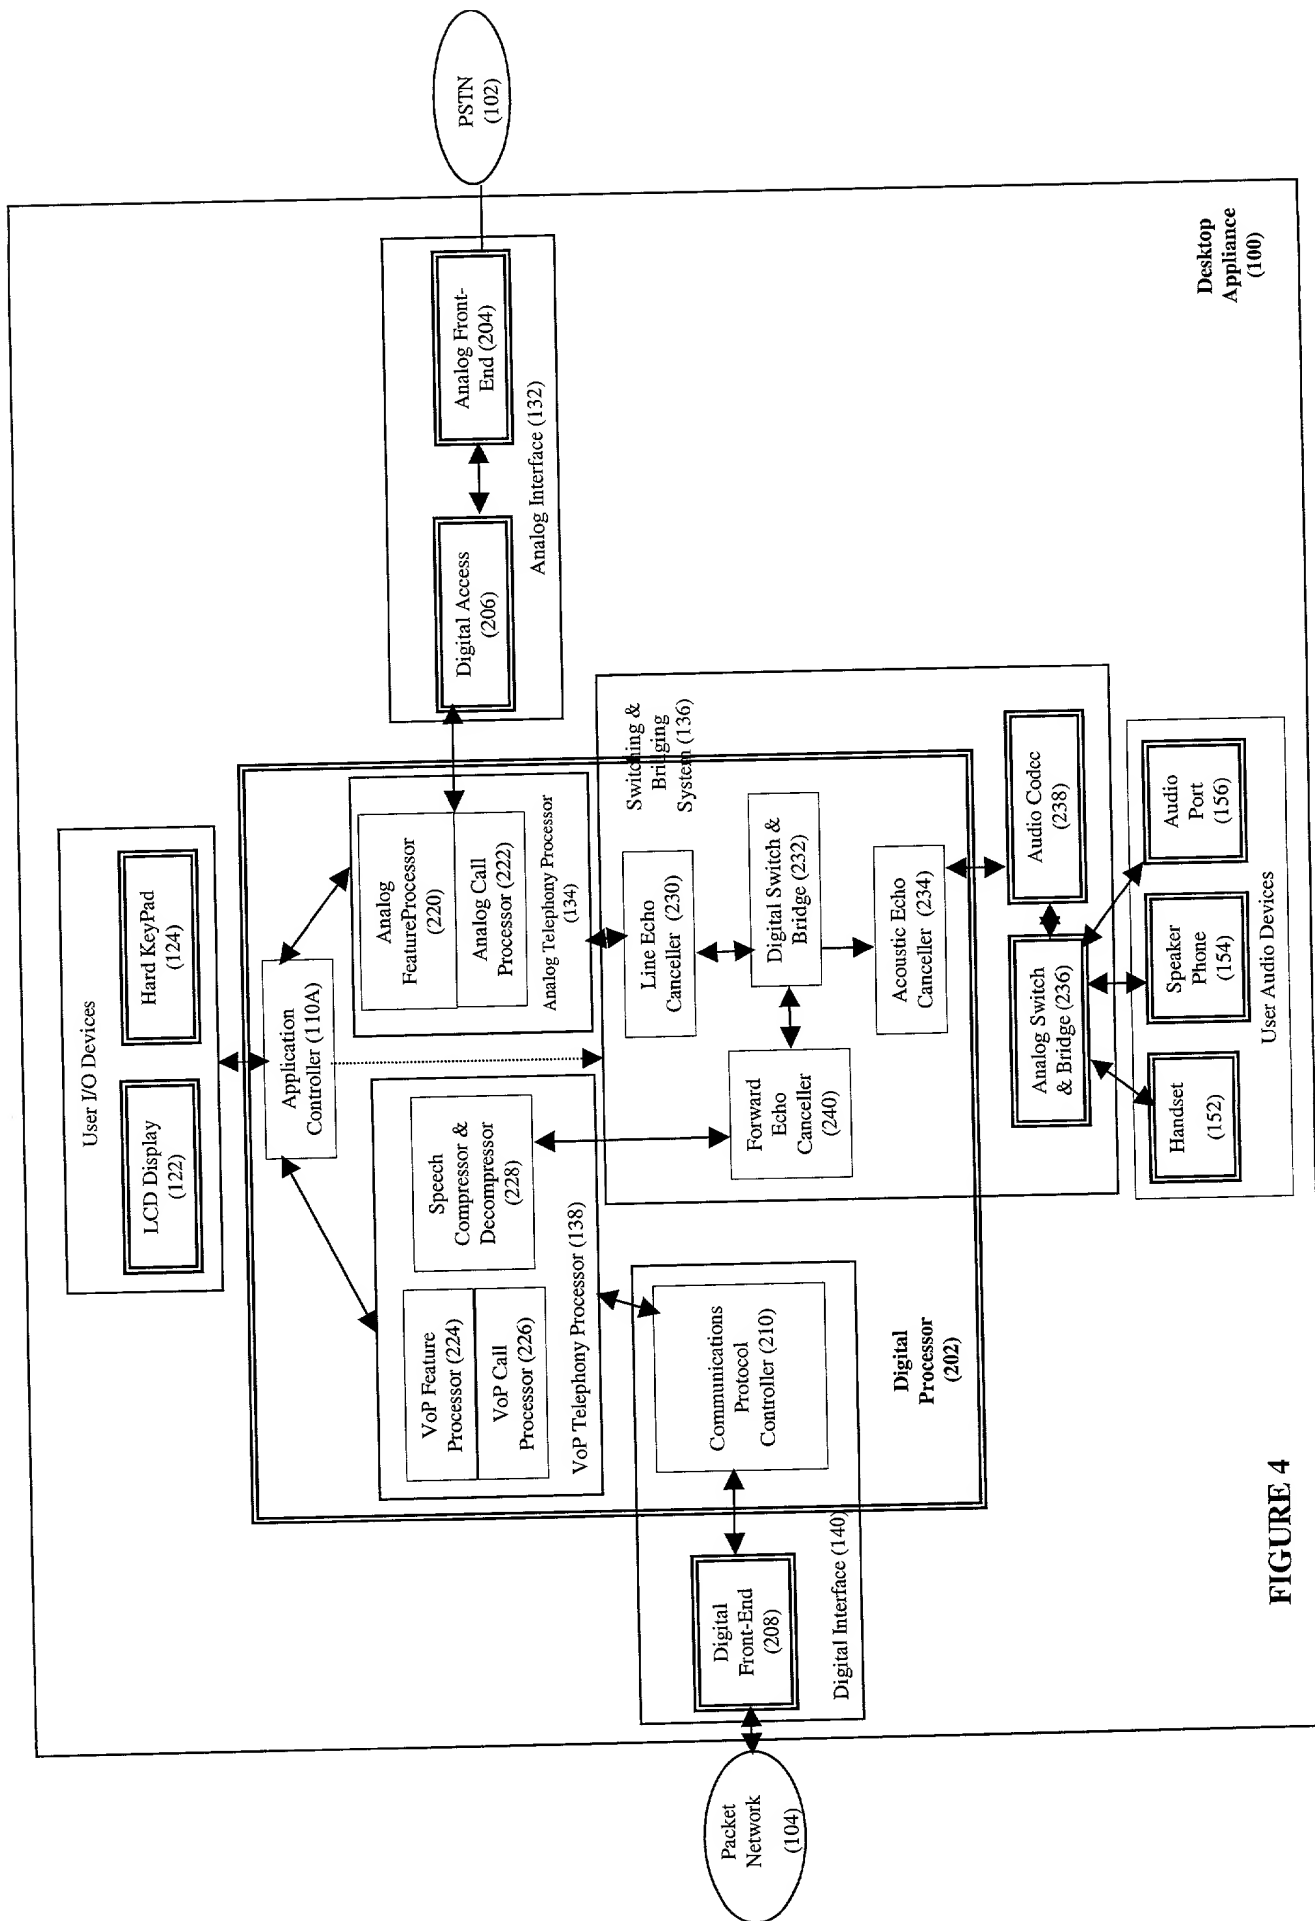 User I/O Devices
LCD Display
(122)
Hard KeyPad
(124)
Application
Controller (110A)
VoP Feature
Processor (224)
VoP Call
Processor (226)
Speech
Compressor &
Decompressor
(228)
VoP Telephony Processor (138)
Analog
FeatureProcessor
(220)
Analog Call
Processor (222)
Analog Telephony Processor
(134)
Digital Access
(206)
Analog Front-
End (204)
Analog Interface (132)
PSTN
(102)
Packet
Network
(104)
Digital
Front-End
(208)
Digital Interface (140)
Communications
Protocol
Controller (210)
Digital
Processor
(202)
Switching &
Bridging
System (136)
Line Echo
Canceller (230)
Forward
Echo
Canceller
(240)
Digital Switch &
Bridge (232)
Acoustic Echo
Canceller (234)
Analog Switch
& Bridge (236)
Audio Codcc
(238)
Handset
(152)
Speaker
Phone
(154)
Audio
Port
(156)
User Audio Devices
Desktop
Appliance
(100)
FIGURE 4